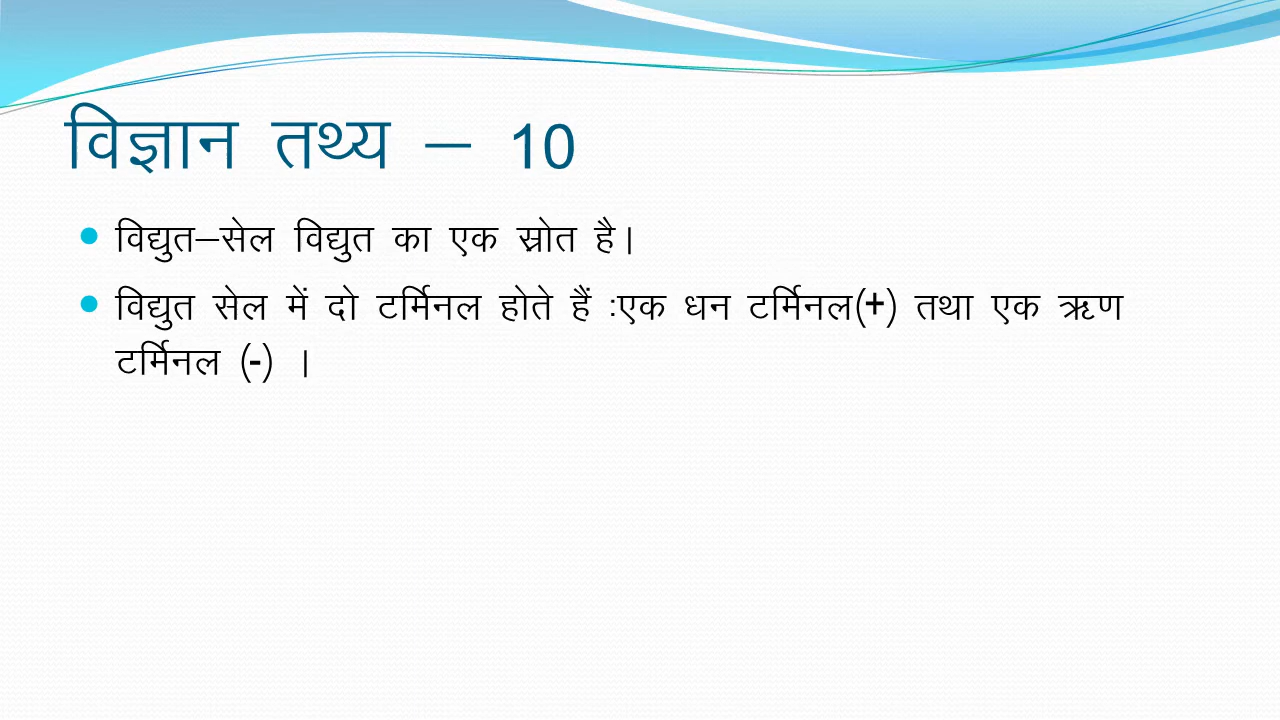 विज्ञान तथ्य – 10
विद्युत–सेल विद्युत का एक स्रोत है।
विद्युत सेल में दो टर्मिनल होते हैं :एक धन टर्मिनल(+) तथा एक ऋण
टर्मिनल (-) ।